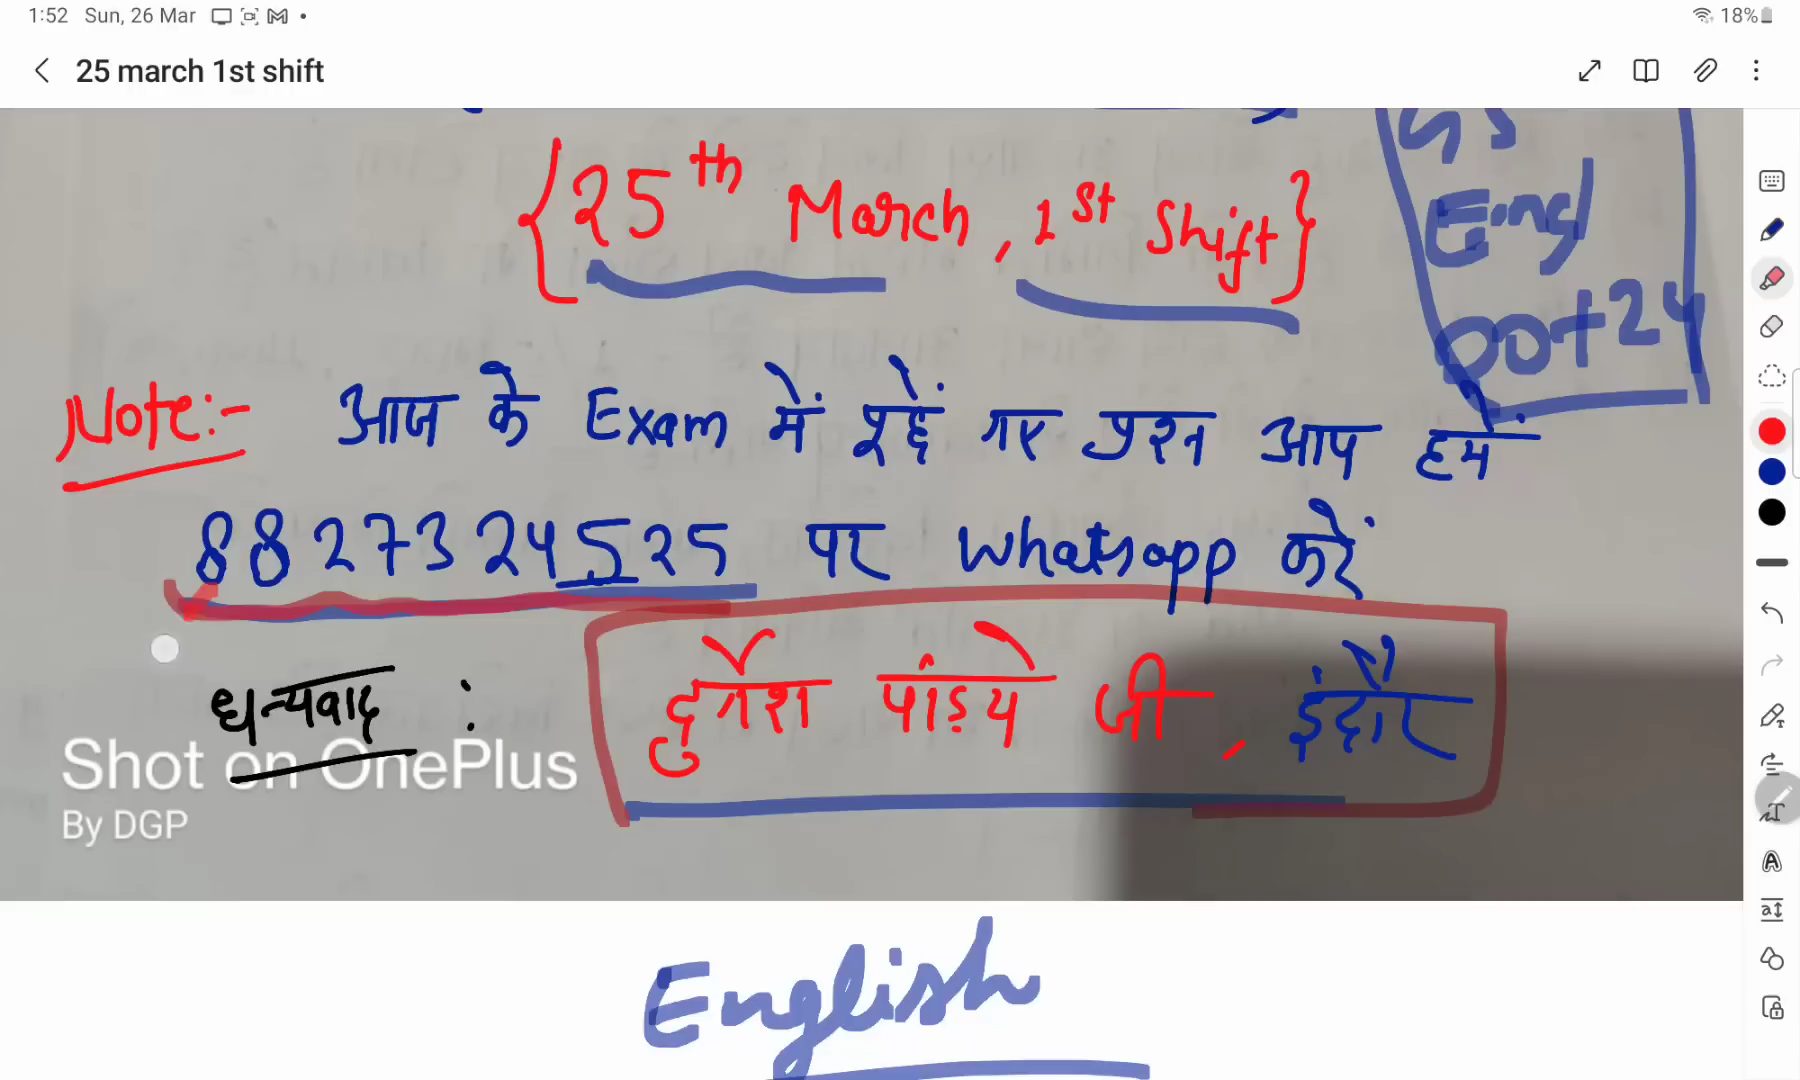 1:52 Sun, 26 Mar
18%
25 march 1st shift
GS
Eng
{25th March, 1st Shift}
Note:- आज के Exam में पूछे गए प्रश्न आप हमें
8827324525 पर Whatsapp करें
धन्यवाद :
दुर्गेश पांडेय जी, इंदौर
Shot on OnePlus
By DGP
English